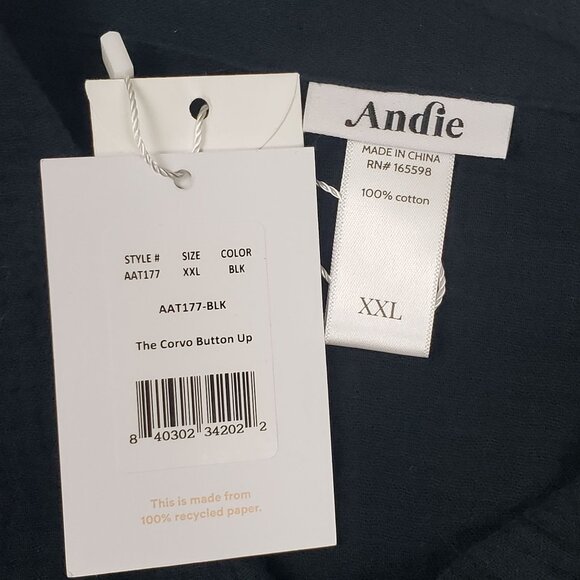 Andie
MADE IN CHINA
RN# 165598
100% cotton
XXL
STYLE # SIZE COLOR
AAT177 XXL BLK
AAT177-BLK
The Corvo Button Up
8 40302 34202 2
This is made from
100% recycled paper.